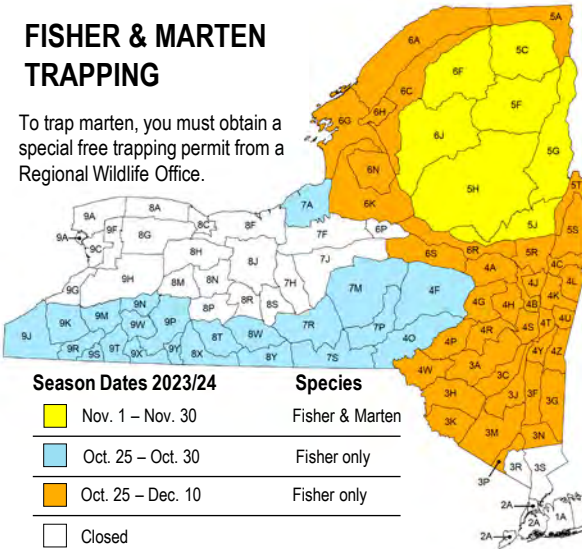 FISHER & MARTEN
TRAPPING
To trap marten, you must obtain a
special free trapping permit from a
Regional Wildlife Office.
5A
6A
5C
6F
6C
5F
6H
6G
6J
5G
6N
5H
5T
7A
6K
5J
5S
9A
8A
8C
8F
7F
6P
9A
9F
8G
9C
8H
8J
7J
6S
6R
5R
4A
4C
9G
9H
8M
8N
7H
7M
4F
4J
4L
8P
8R
8S
4G
4H
4B
4K
9N
9M
9K
9W
9P
8T
8W
7R
7P
4O
4P
4R
4S
4T
4U
9J
9R
9S
9T
9X
9Y
8X
8Y
7S
4W
3A
4Y
4Z
3C
3H
3J
3F
3G
3K
3M
3N
3P
3R
3S
2A
2A
1A
2A
Season Dates 2023/24 Species
Nov. 1 – Nov. 30 Fisher & Marten
Oct. 25 – Oct. 30 Fisher only
Oct. 25 – Dec. 10 Fisher only
Closed